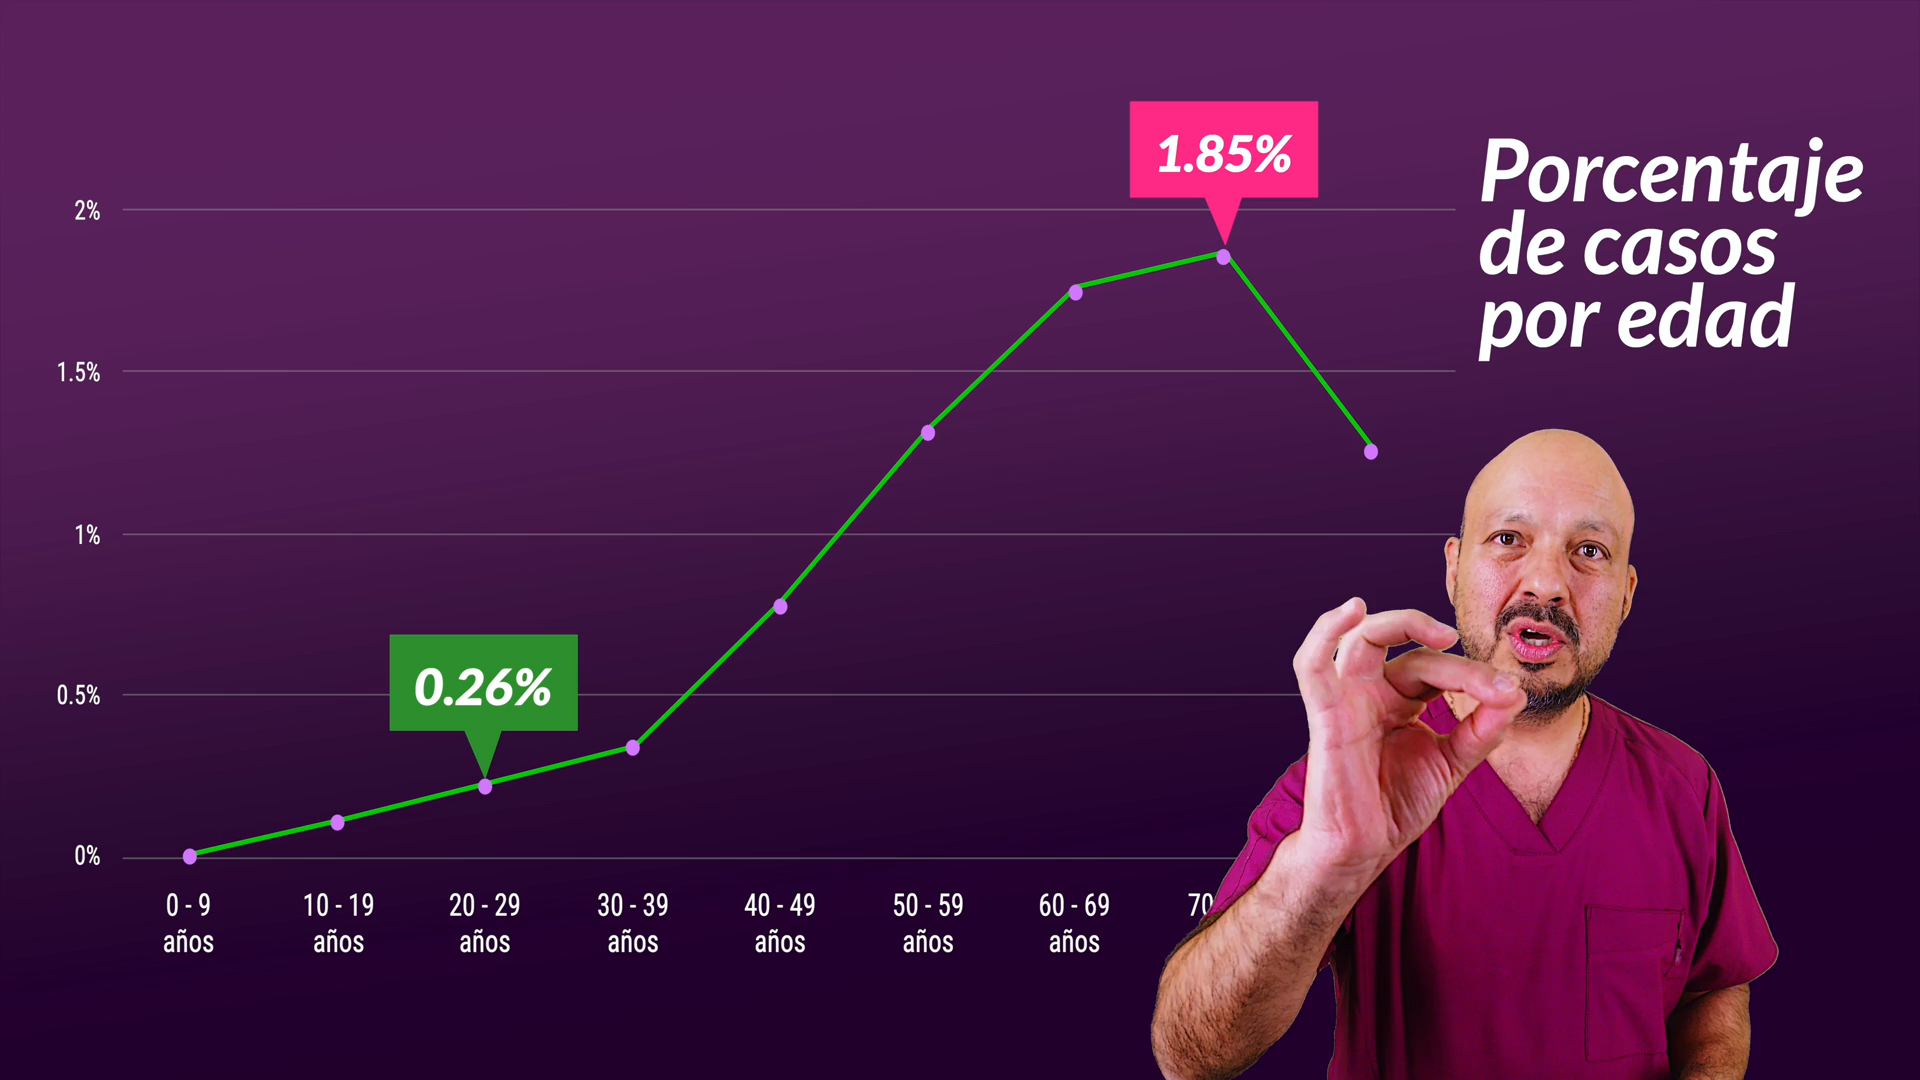 Porcentaje
de casos
por edad
1.85%
0.26%
2%
1.5%
1%
0.5%
0%
0 - 9 años
10 - 19 años
20 - 29 años
30 - 39 años
40 - 49 años
50 - 59 años
60 - 69 años
70